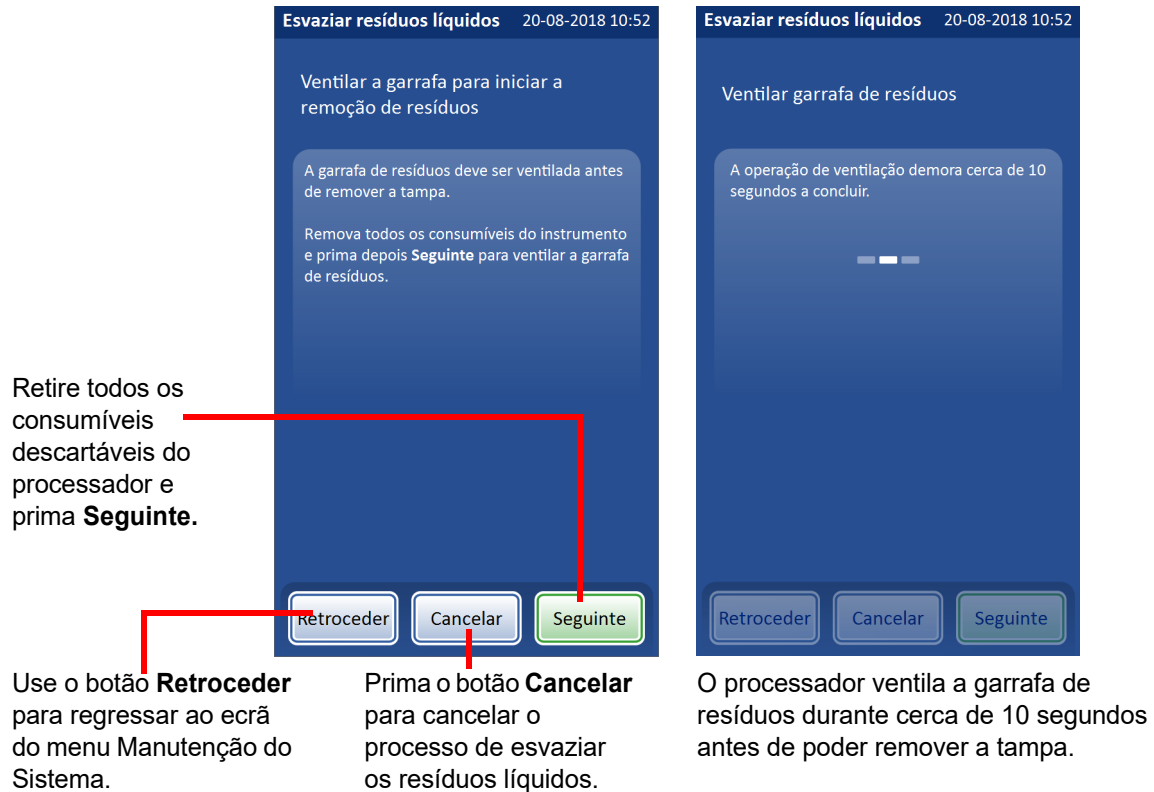 Esvaziar resíduos líquidos 20-08-2018 10:52
Ventilar a garrafa para iniciar a
remoção de resíduos
A garrafa de resíduos deve ser ventilada antes
de remover a tampa.
Remova todos os consumíveis do instrumento
e prima depois Seguinte para ventilar a garrafa
de resíduos.
Retroceder Cancelar Seguinte
Esvaziar resíduos líquidos 20-08-2018 10:52
Ventilar garrafa de resíduos
A operação de ventilação demora cerca de 10
segundos a concluir.
Retroceder Cancelar Seguinte
Retire todos os
consumíveis
descartáveis do
processador e
prima Seguinte.
Use o botão Retroceder
para regressar ao ecrã
do menu Manutenção do
Sistema.
Prima o botão Cancelar
para cancelar o
processo de esvaziar
os resíduos líquidos.
O processador ventila a garrafa de
resíduos durante cerca de 10 segundos
antes de poder remover a tampa.